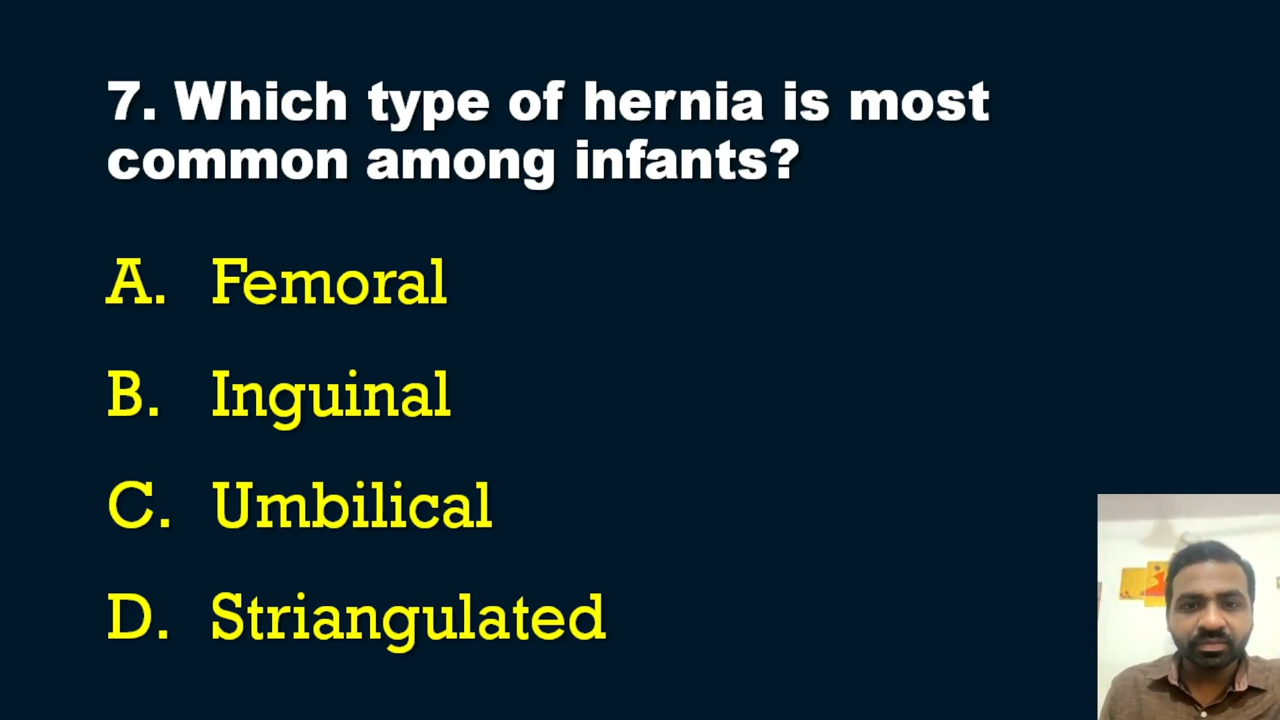 7. Which type of hernia is most
common among infants?
A. Femoral
B. Inguinal
C. Umbilical
D. Striangulated